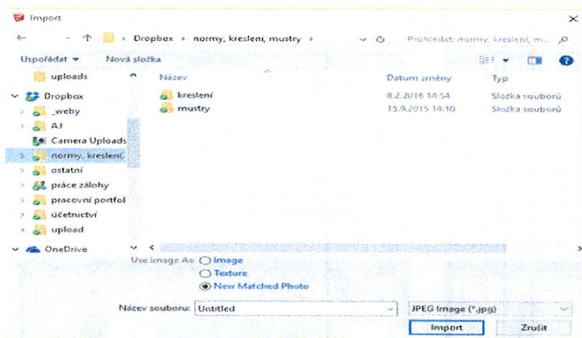 Import
Dropbox › normy, kreslení, mustry ›
Prohledat: normy, kreslení, m...
Uspořádat
Nová složka
uploads
Název
Datum změny
Typ
kreslení
8.2.2016 14:54
Složka souborů
mustry
15.9.2015 14:10
Složka souborů
Dropbox
_weby
AJ
Camera Uploads
normy, kreslení,
ostatní
práce zálohy
pracovní portfol
účetnictví
upload
OneDrive
Use Image As:
Image
Texture
New Matched Photo
Název souboru:
Untitled
JPEG Image (*.jpg)
Import
Zrušit